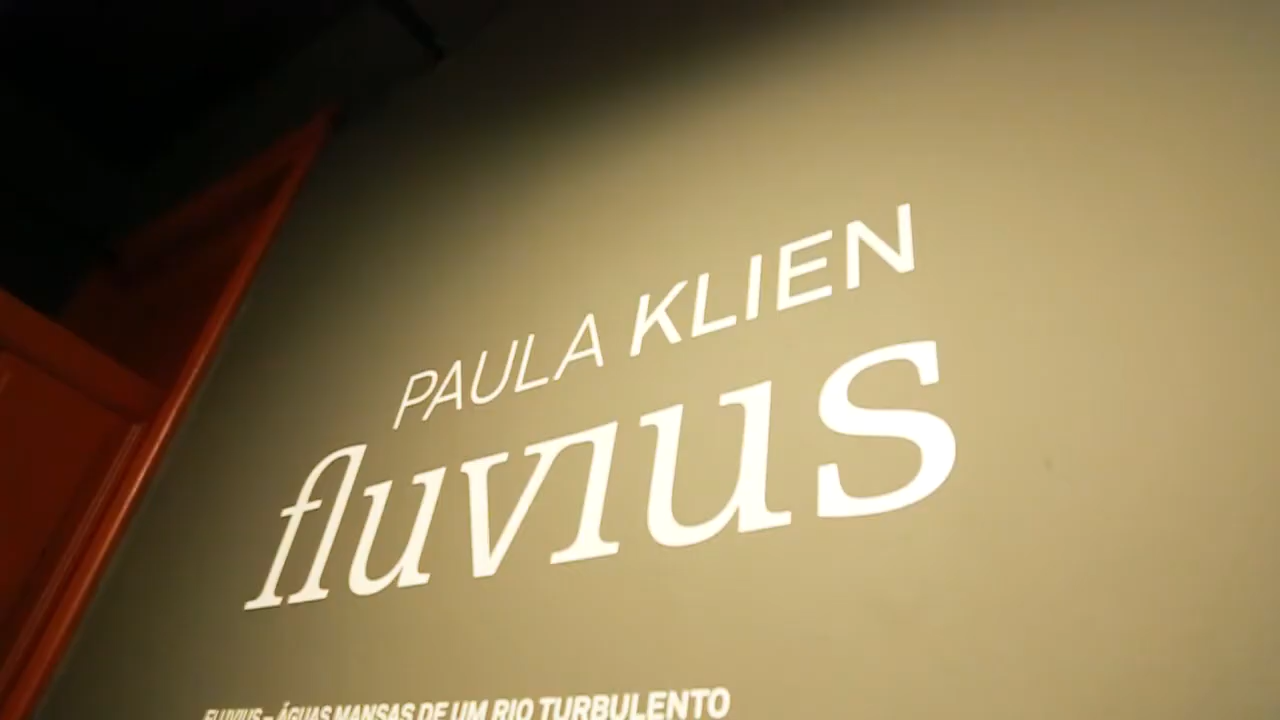 PAULA KLIEN
fluvius
FLUVIUS – ÁGUAS MANSAS DE UM RIO TURBULENTO